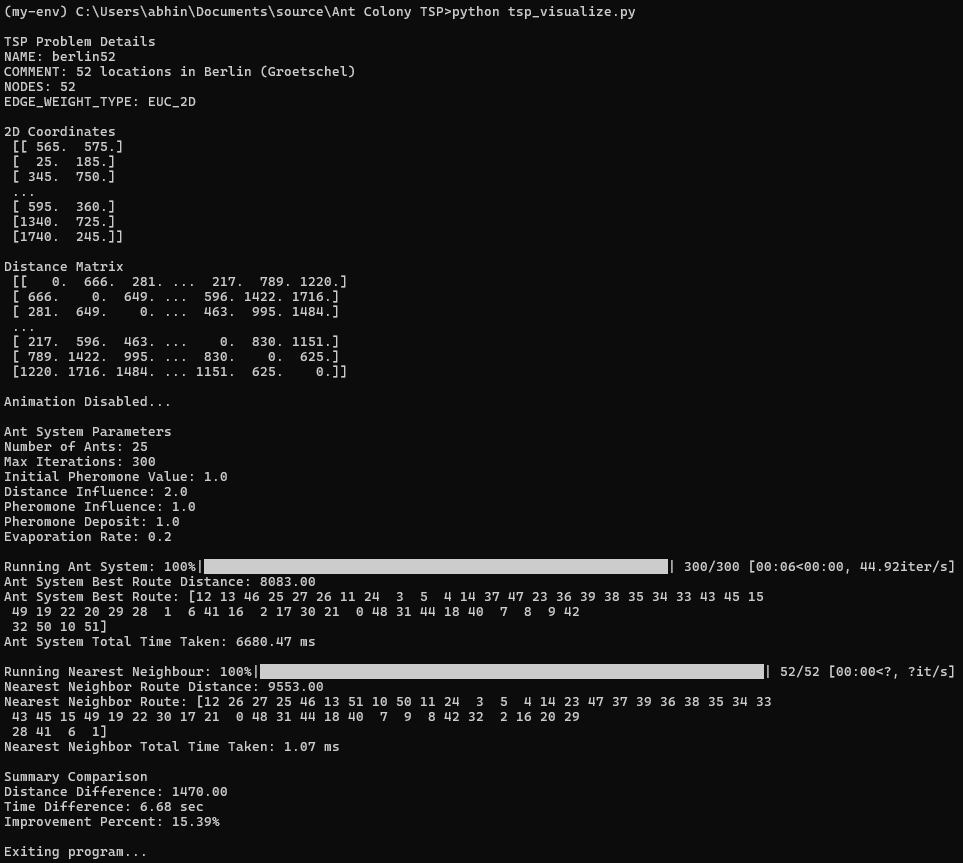 (my-env) C:\Users\abhin\Documents\source\Ant Colony TSP>python tsp_visualize.py
TSP Problem Details
NAME: berlin52
COMMENT: 52 locations in Berlin (Groetschel)
NODES: 52
EDGE_WEIGHT_TYPE: EUC_2D
2D Coordinates
[[ 565.  575.]
[  25.  185.]
[ 345.  750.]
...
[ 595.  360.]
[1340.  725.]
[1740.  245.]]
Distance Matrix
[[   0.  666.  281. ...  217.  789. 1220.]
[ 666.    0.  649. ...  596. 1422. 1716.]
[ 281.  649.    0. ...  463.  995. 1484.]
...
[ 217.  596.  463. ...    0.  830. 1151.]
[ 789. 1422.  995. ...  830.    0.  625.]
[1220. 1716. 1484. ... 1151.  625.    0.]]
Animation Disabled...
Ant System Parameters
Number of Ants: 25
Max Iterations: 300
Initial Pheromone Value: 1.0
Distance Influence: 2.0
Pheromone Influence: 1.0
Pheromone Deposit: 1.0
Evaporation Rate: 0.2
Running Ant System: 100%| | 300/300 [00:06<00:00, 44.92iter/s]
Ant System Best Route Distance: 8083.00
Ant System Best Route: [12 13 46 25 27 26 11 24  3  5  4 14 37 47 23 36 39 38 35 34 33 43 45 15
49 19 22 20 29 28  1  6 41 16  2 17 30 21  0 48 31 44 18 40  7  8  9 42
32 50 10 51]
Ant System Total Time Taken: 6680.47 ms
Running Nearest Neighbour: 100%| | 52/52 [00:00<?, ?it/s]
Nearest Neighbor Route Distance: 9553.00
Nearest Neighbor Route: [12 26 27 25 46 13 51 10 50 11 24  3  5  4 14 23 47 37 39 36 38 35 34 33
43 45 15 49 19 22 30 17 21  0 48 31 44 18 40  7  9  8 42 32  2 16 20 29
28 41  6  1]
Nearest Neighbor Total Time Taken: 1.07 ms
Summary Comparison
Distance Difference: 1470.00
Time Difference: 6.68 sec
Improvement Percent: 15.39%
Exiting program...